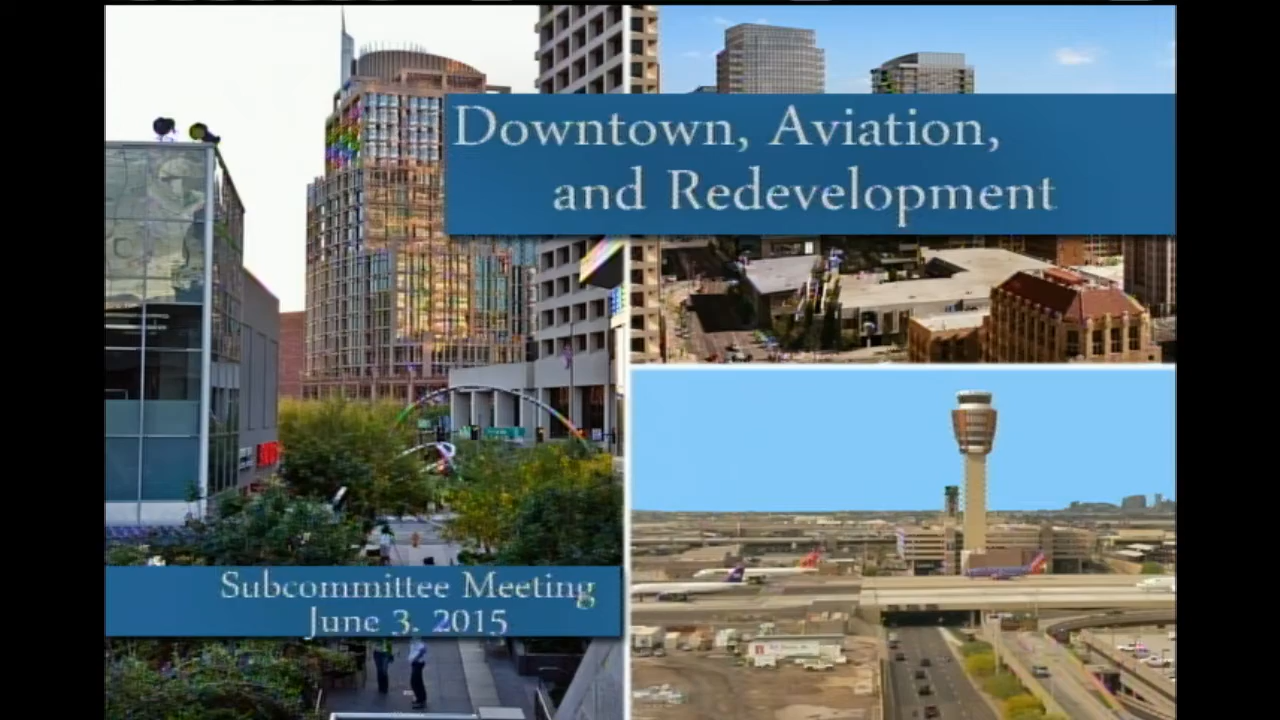 Downtown, Aviation,
and Redevelopment
Subcommittee Meeting
June 3, 2015